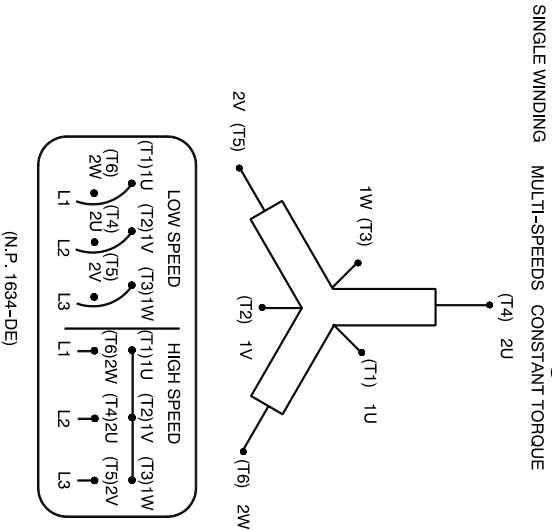 SINGLE WINDING MULTI-SPEEDS CONSTANT TORQUE
(T4) 2U
1W (T3)
(T1) 1U
2V (T5)
(T2) 1V
(T6) 2W
LOW SPEED
(T1)1U (T2)1V (T3)1W
(T6) 2W (T4) 2U (T5) 2V
L1 L2 L3
HIGH SPEED
(T1)1U (T2)1V (T3)1W
(T6)2W (T4)2U (T5)2V
L1 L2 L3
(N.P. 1634-DE)